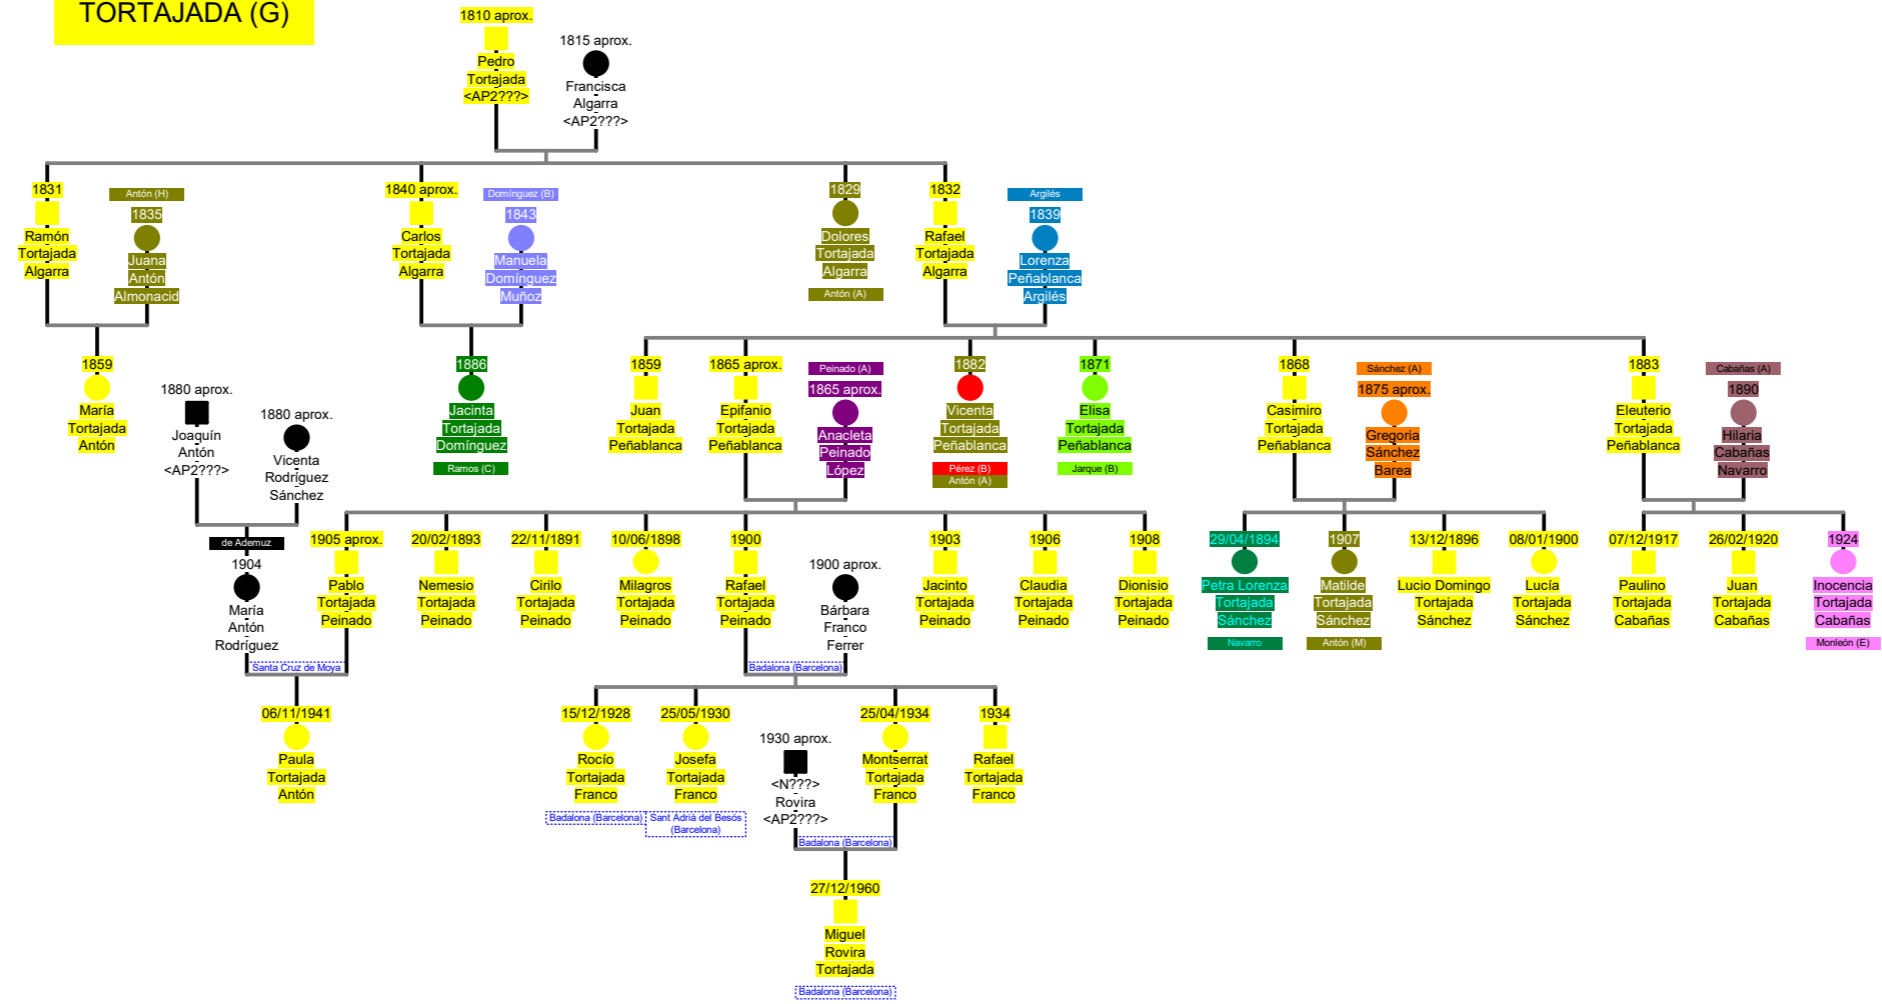 TORTAJADA (G)
1810 aprox.
Pedro
Tortajada
<AP2???>
1815 aprox.
Francisca
Algarra
<AP2???>
1831
Ramón
Tortajada
Algarra
Antón (H)
1835
Juana
Antón
Almonacid
1840 aprox.
Carlos
Tortajada
Algarra
Domínguez (B)
1843
Manuela
Domínguez
Muñoz
1829
Dolores
Tortajada
Algarra
Antón (A)
1832
Rafael
Tortajada
Algarra
Argilés
1839
Lorenza
Peñablanca
Argilés
1859
María
Tortajada
Antón
1880 aprox.
Joaquín
Antón
<AP2???>
1880 aprox.
Vicenta
Rodríguez
Sánchez
1886
Jacinta
Tortajada
Domínguez
Ramos (C)
1859
Juan
Tortajada
Peñablanca
1865 aprox.
Epifanio
Tortajada
Peñablanca
Peinado (A)
1865 aprox.
Anacleta
Peinado
López
1882
Vicenta
Tortajada
Peñablanca
Pérez (B)
Antón (A)
1871
Elisa
Tortajada
Peñablanca
Jarque (B)
1868
Casimiro
Tortajada
Peñablanca
Sánchez (A)
1875 aprox.
Gregoria
Sánchez
Barea
1883
Eleuterio
Tortajada
Peñablanca
Cabañas (A)
1890
Hilaria
Cabañas
Navarro
de Ademuz
1904
María
Antón
Rodríguez
1905 aprox.
Pablo
Tortajada
Peinado
Santa Cruz de Moya
20/02/1893
Nemesio
Tortajada
Peinado
22/11/1891
Cirilo
Tortajada
Peinado
10/06/1898
Milagros
Tortajada
Peinado
1900
Rafael
Tortajada
Peinado
1900 aprox.
Bárbara
Franco
Ferrer
Badalona (Barcelona)
1903
Jacinto
Tortajada
Peinado
1906
Claudia
Tortajada
Peinado
1908
Dionisio
Tortajada
Peinado
29/04/1894
Petra Lorenza
Tortajada
Sánchez
Navarro
1907
Matilde
Tortajada
Sánchez
Antón (M)
13/12/1896
Lucio Domingo
Tortajada
Sánchez
08/01/1900
Lucía
Tortajada
Sánchez
07/12/1917
Paulino
Tortajada
Cabañas
26/02/1920
Juan
Tortajada
Cabañas
1924
Inocencia
Tortajada
Cabañas
Monleón (E)
06/11/1941
Paula
Tortajada
Antón
15/12/1928
Rocío
Tortajada
Franco
Badalona (Barcelona)
25/05/1930
Josefa
Tortajada
Franco
Sant Adrià del Besós
(Barcelona)
1930 aprox.
<N???>
Rovira
<AP2???>
25/04/1934
Montserrat
Tortajada
Franco
Badalona (Barcelona)
1934
Rafael
Tortajada
Franco
27/12/1960
Miguel
Rovira
Tortajada
Badalona (Barcelona)